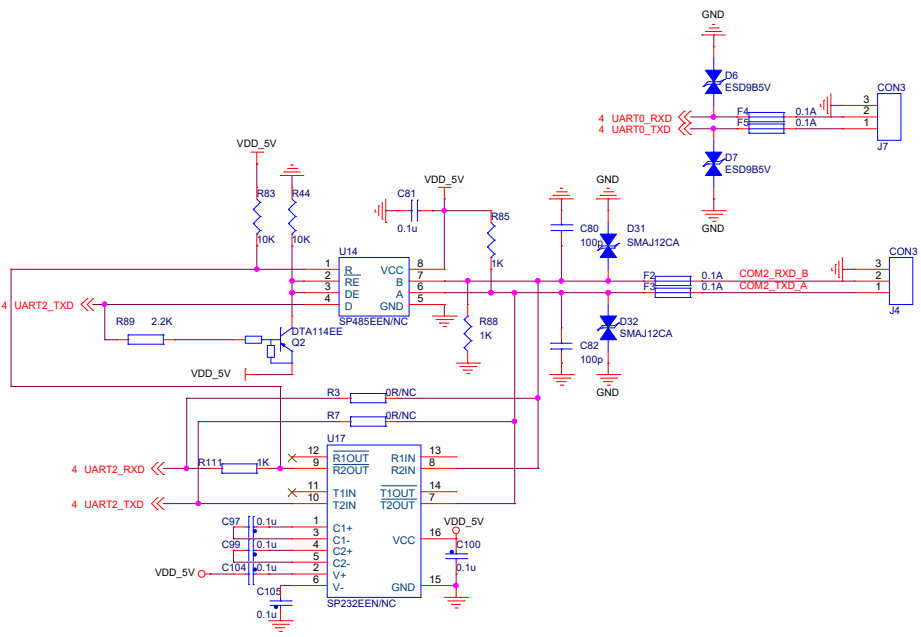 GND
D6
ESD9B5V
CON3
4 UART0_RXD
F4 0.1A
3
2
4 UART0_TXD
F5 0.1A
1
J7
D7
ESD9B5V
GND
VDD_5V
R83
10K
R44
10K
C81
0.1u
VDD_5V
R85
1K
GND
C80
100p
D31
SMAJ12CA
U14
1 R VCC 8
2 RE B 7
3 DE A 6
4 D GND 5
SP485EEN/NC
F2 0.1A COM2_RXD_B
F3 0.1A COM2_TXD_A
CON3
3
2
1
J4
4 UART2_TXD
R89 2.2K
DTA114EE
Q2
VDD_5V
R88
1K
C82
100p
D32
SMAJ12CA
GND
R3 0R/NC
R7 0R/NC
U17
12 R1OUT R1IN 13
9 R2OUT R2IN 8
11 T1IN T1OUT 14
10 T2IN T2OUT 7
1 C1+
3 C1-
4 C2+
5 C2-
2 V+
6 V-
VCC 16
GND 15
SP232EEN/NC
4 UART2_RXD
R111 1K
4 UART2_TXD
C97 0.1u
C99 0.1u
VDD_5V
C104 0.1u
C105
0.1u
VDD_5V
C100
0.1u